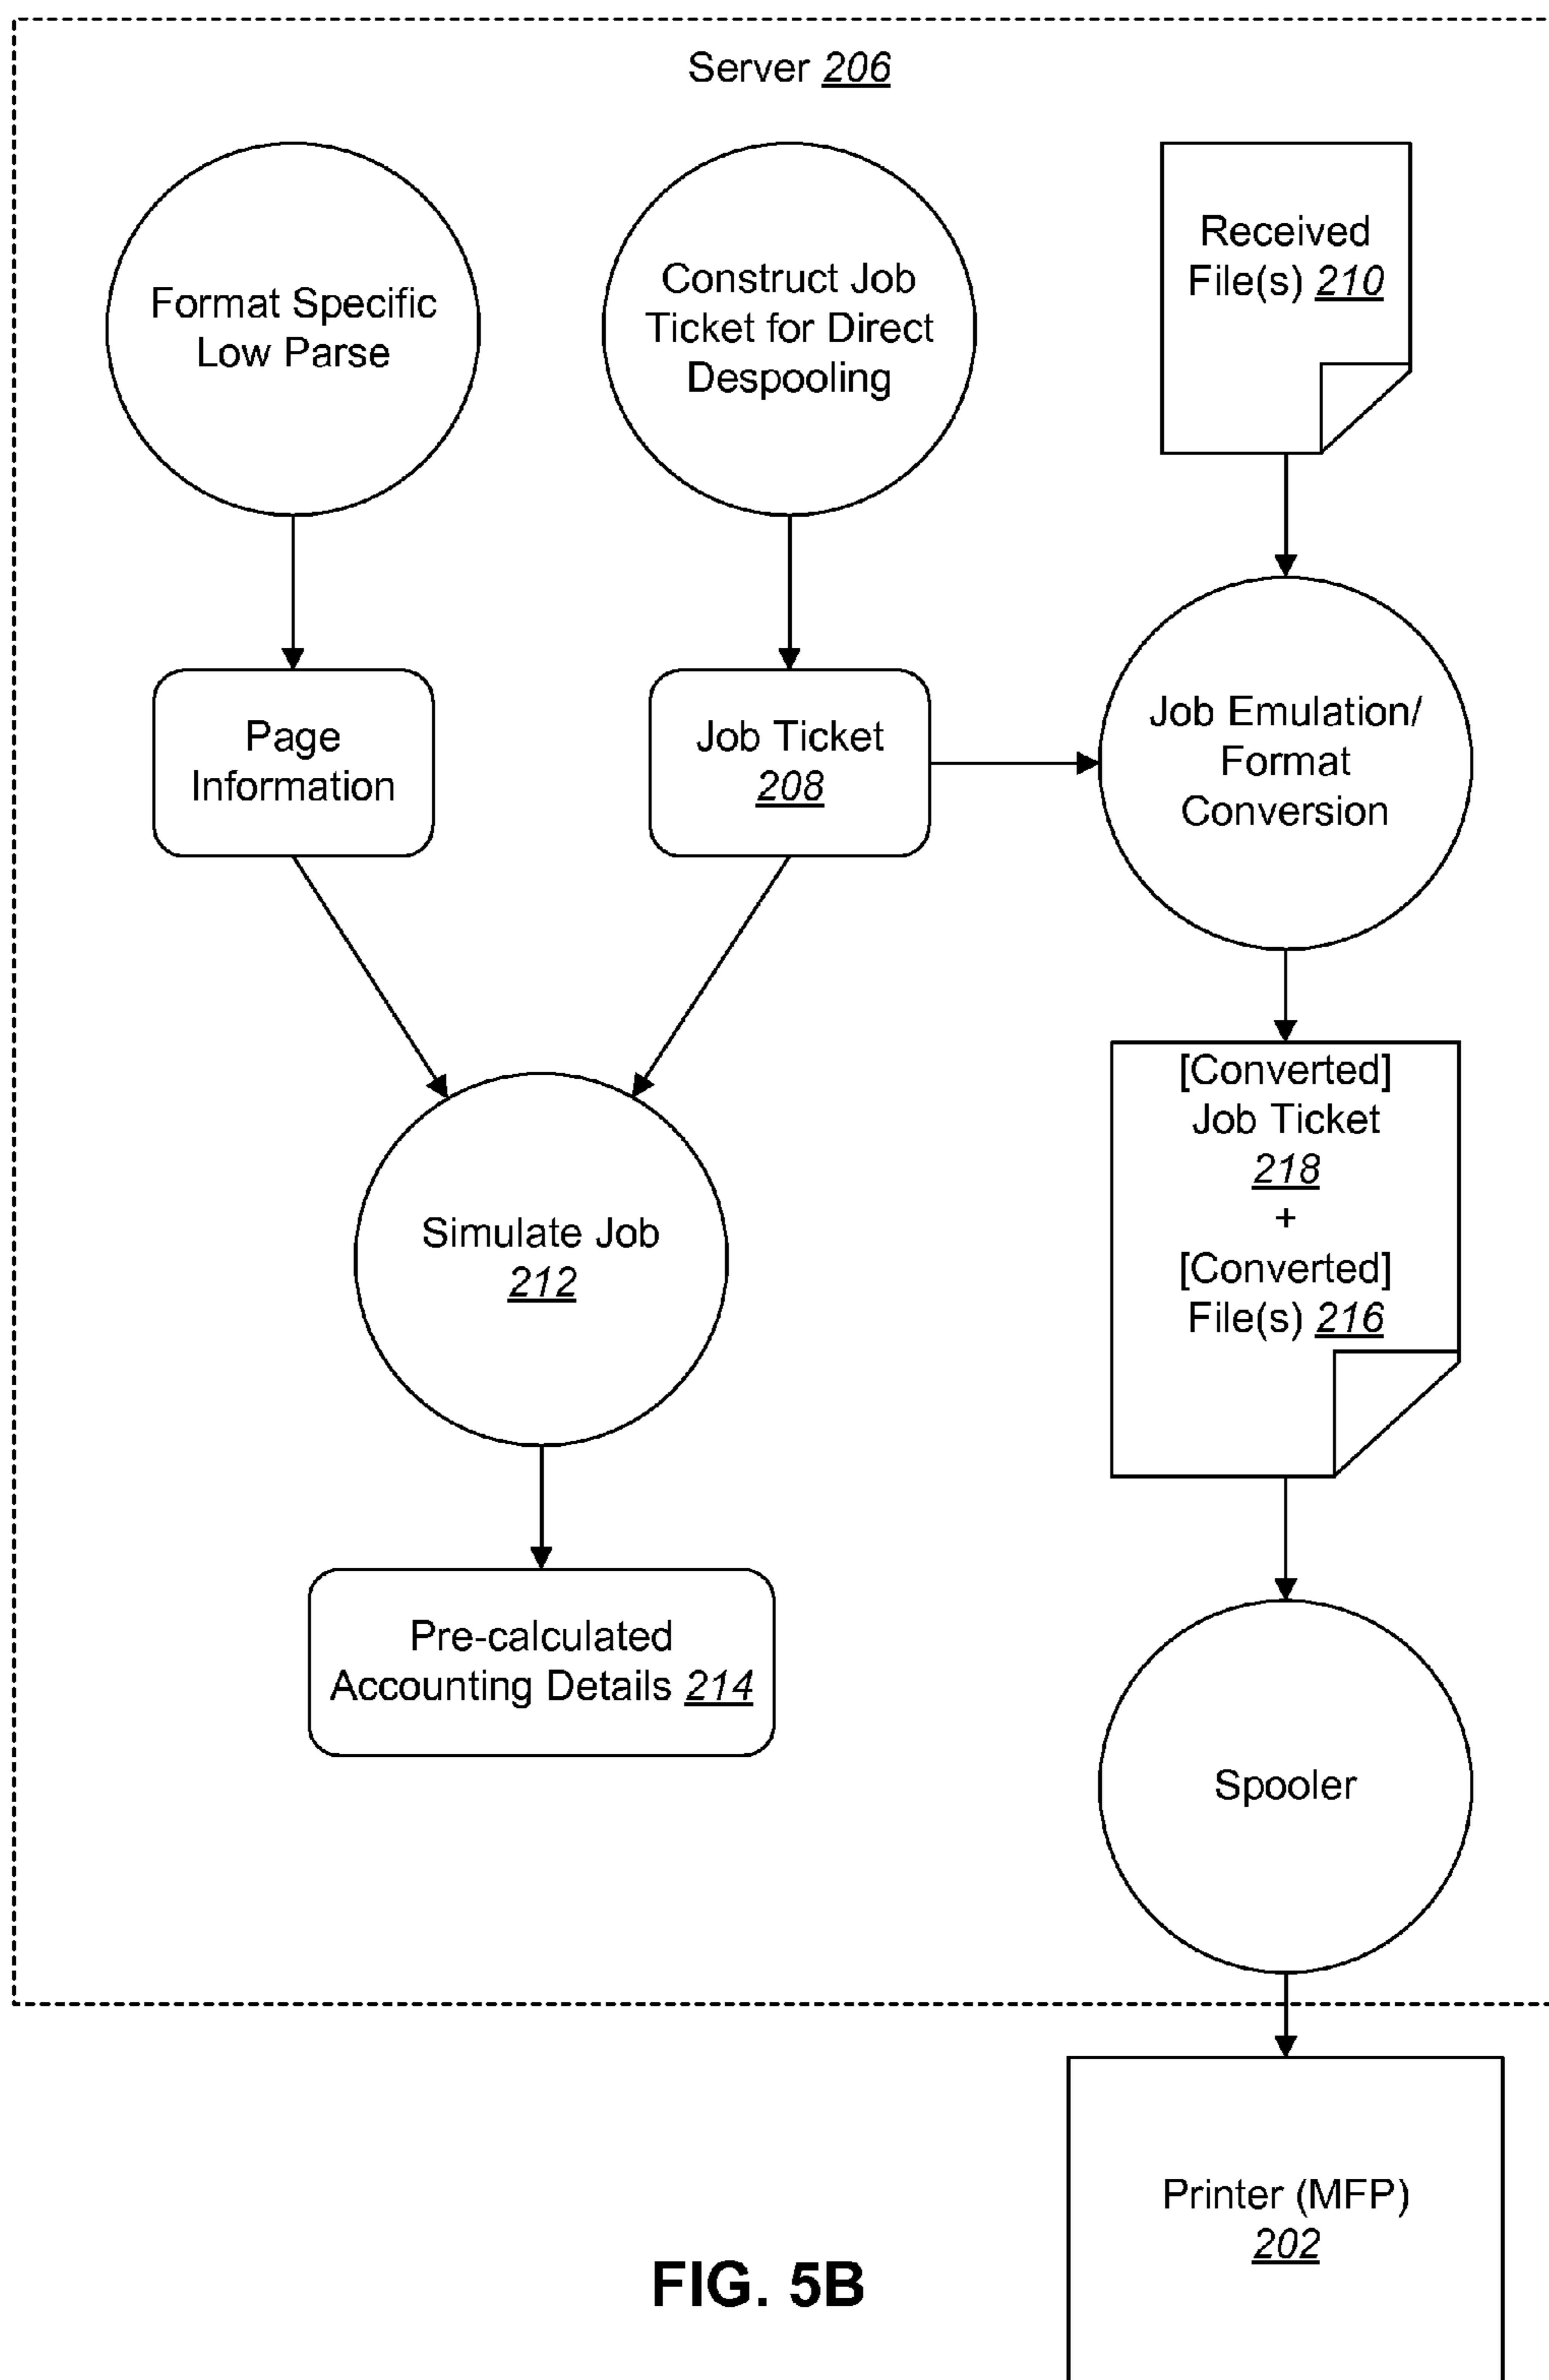 Server 206
Format Specific
Low Parse
Construct Job
Ticket for Direct
Despooling
Received
File(s) 210
Page
Information
Job Ticket
208
Job Emulation/
Format
Conversion
Simulate Job
212
[Converted]
Job Ticket
218
+
[Converted]
File(s) 216
Pre-calculated
Accounting Details 214
Spooler
Printer (MFP)
202
FIG. 5B